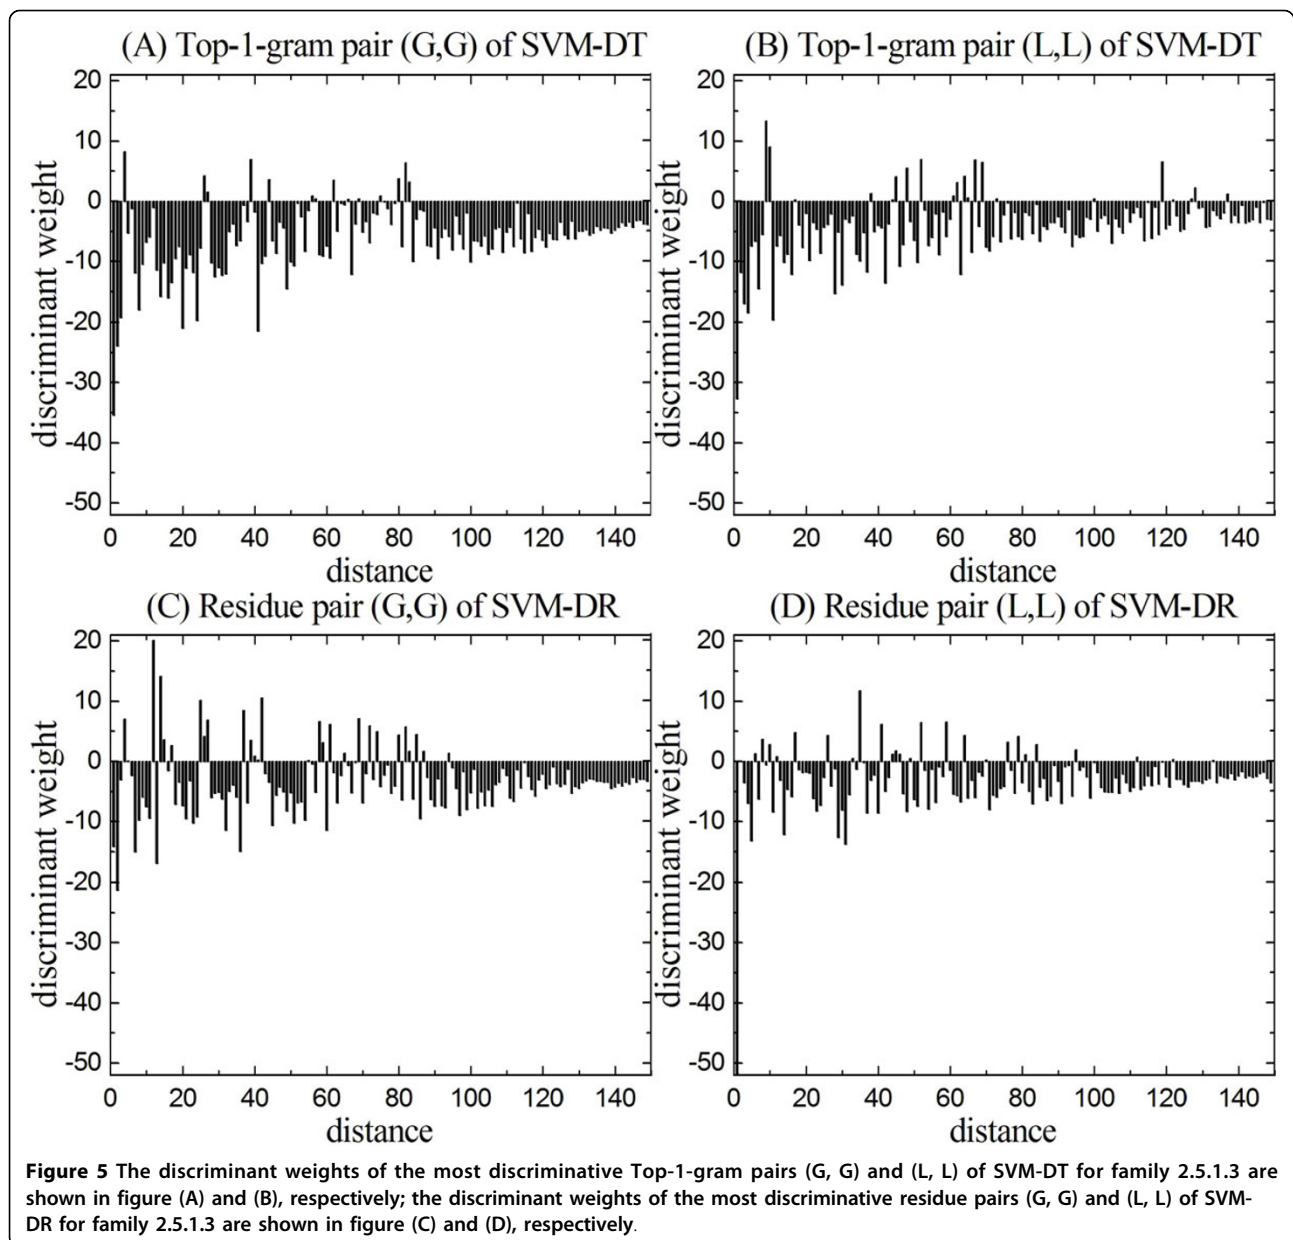 (A) Top-1-gram pair (G,G) of SVM-DT
20
10
0
-10
-20
-30
-40
-50
discriminant weight
0 20 40 60 80 100 120 140
distance
(B) Top-1-gram pair (L,L) of SVM-DT
20
10
0
-10
-20
-30
-40
-50
discriminant weight
0 20 40 60 80 100 120 140
distance
(C) Residue pair (G,G) of SVM-DR
20
10
0
-10
-20
-30
-40
-50
discriminant weight
0 20 40 60 80 100 120 140
distance
(D) Residue pair (L,L) of SVM-DR
20
10
0
-10
-20
-30
-40
-50
discriminant weight
0 20 40 60 80 100 120 140
distance
Figure 5 The discriminant weights of the most discriminative Top-1-gram pairs (G, G) and (L, L) of SVM-DT for family 2.5.1.3 are
shown in figure (A) and (B), respectively; the discriminant weights of the most discriminative residue pairs (G, G) and (L, L) of SVM-
DR for family 2.5.1.3 are shown in figure (C) and (D), respectively.